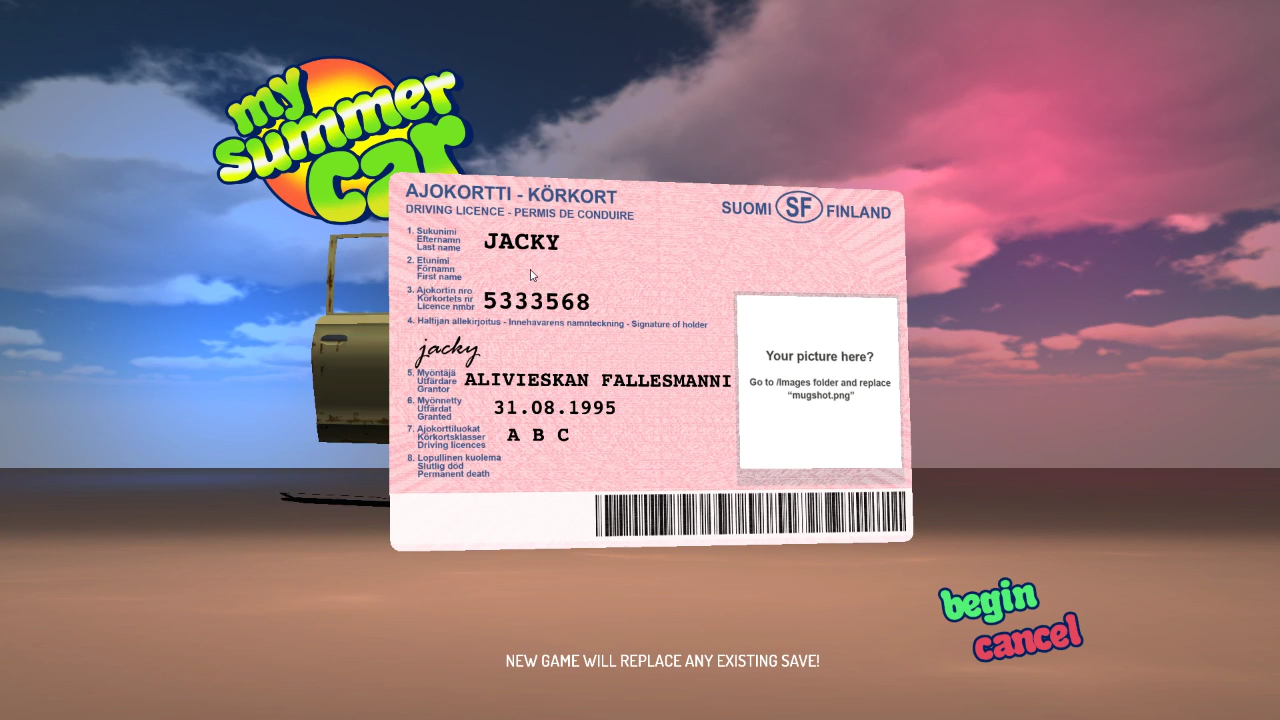 my
summer
car
AJOKORTTI - KÖRKORT
DRIVING LICENCE - PERMIS DE CONDUIRE
SUOMI SF FINLAND
1. Sukunimi
Efternamn
Last name
JACKY
2. Etunimi
Förnamn
First name
3. Ajokortin nro
Körkortets nr
Licence nmbr
5333568
4. Haltijan allekirjoitus - Innehavarens namnteckning - Signature of holder
jacky
5. Myöntäjä
Utfärdare
Grantor
ALIVIESKAN FALLESMANNI
6. Myönnetty
Utfärdat
Granted
31.08.1995
7. Ajokorttiluokat
Körkortsklasser
Driving licences
A B C
8. Lopullinen kuolema
Slutlig död
Permanent death
Your picture here?
Go to /Images folder and replace
“mugshot.png”
begin
cancel
NEW GAME WILL REPLACE ANY EXISTING SAVE!